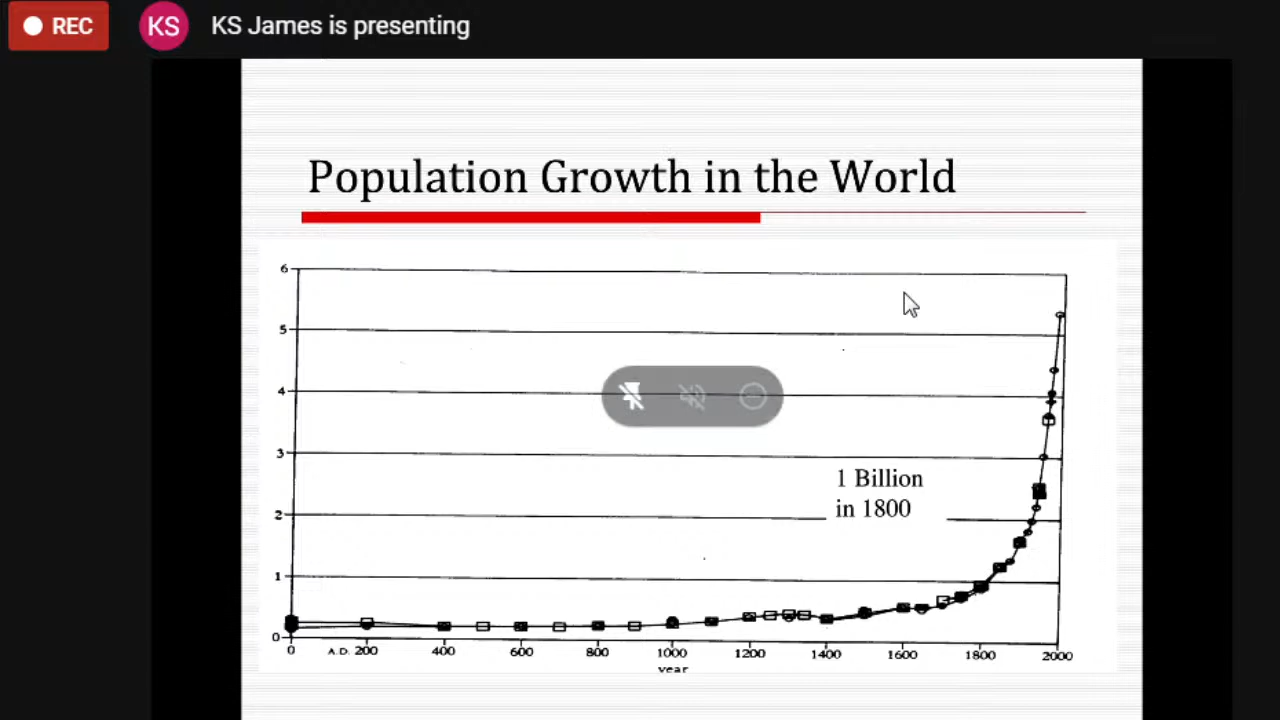 REC
KS
KS James is presenting
Population Growth in the World
6
5
4
3
2
1
0
1 Billion
in 1800
0 A.D. 200 400 600 800 1000 1200 1400 1600 1800 2000
year